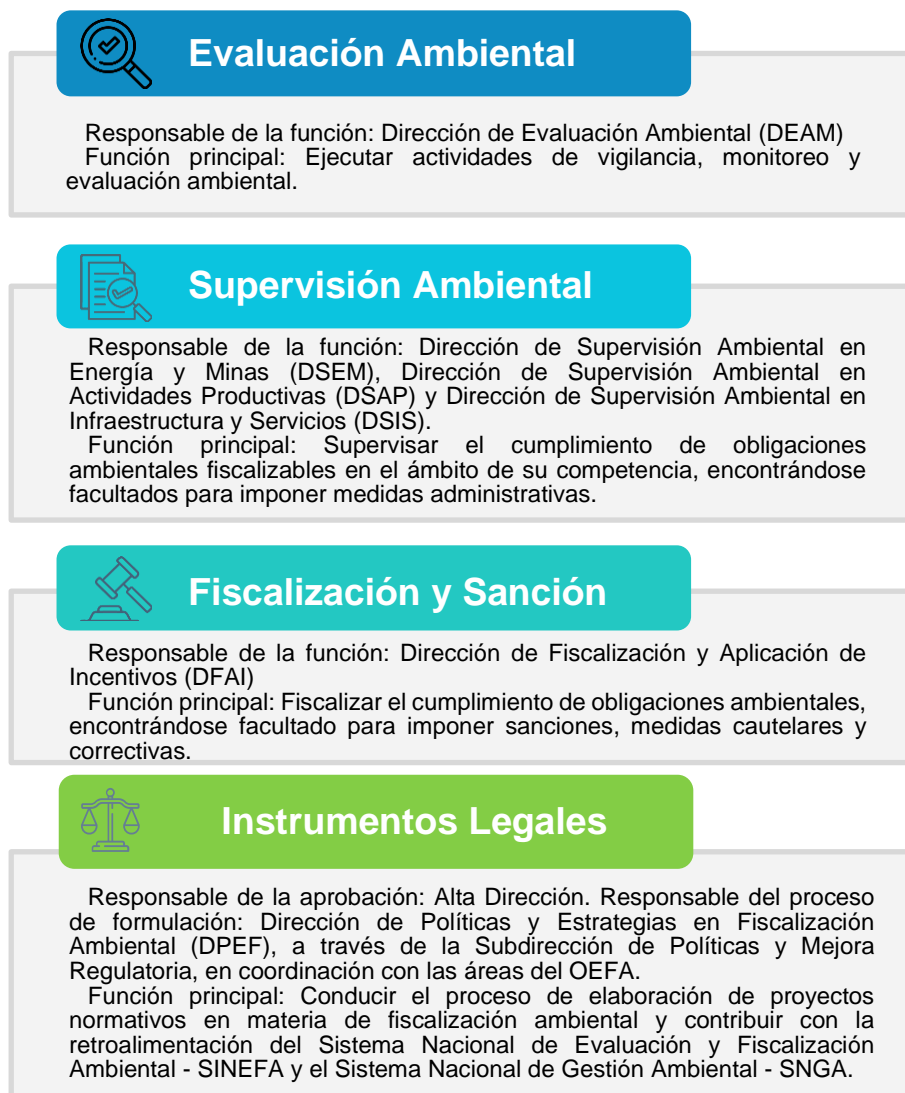 Evaluación Ambiental
Responsable de la función: Dirección de Evaluación Ambiental (DEAM)
Función principal: Ejecutar actividades de vigilancia, monitoreo y
evaluación ambiental.
Supervisión Ambiental
Responsable de la función: Dirección de Supervisión Ambiental en
Energía y Minas (DSEM), Dirección de Supervisión Ambiental en
Actividades Productivas (DSAP) y Dirección de Supervisión Ambiental en
Infraestructura y Servicios (DSIS).
Función principal: Supervisar el cumplimiento de obligaciones
ambientales fiscalizables en el ámbito de su competencia, encontrándose
facultados para imponer medidas administrativas.
Fiscalización y Sanción
Responsable de la función: Dirección de Fiscalización y Aplicación de
Incentivos (DFAI)
Función principal: Fiscalizar el cumplimiento de obligaciones ambientales,
encontrándose facultado para imponer sanciones, medidas cautelares y
correctivas.
Instrumentos Legales
Responsable de la aprobación: Alta Dirección. Responsable del proceso
de formulación: Dirección de Políticas y Estrategias en Fiscalización
Ambiental (DPEF), a través de la Subdirección de Políticas y Mejora
Regulatoria, en coordinación con las áreas del OEFA.
Función principal: Conducir el proceso de elaboración de proyectos
normativos en materia de fiscalización ambiental y contribuir con la
retroalimentación del Sistema Nacional de Evaluación y Fiscalización
Ambiental - SINEFA y el Sistema Nacional de Gestión Ambiental - SNGA.